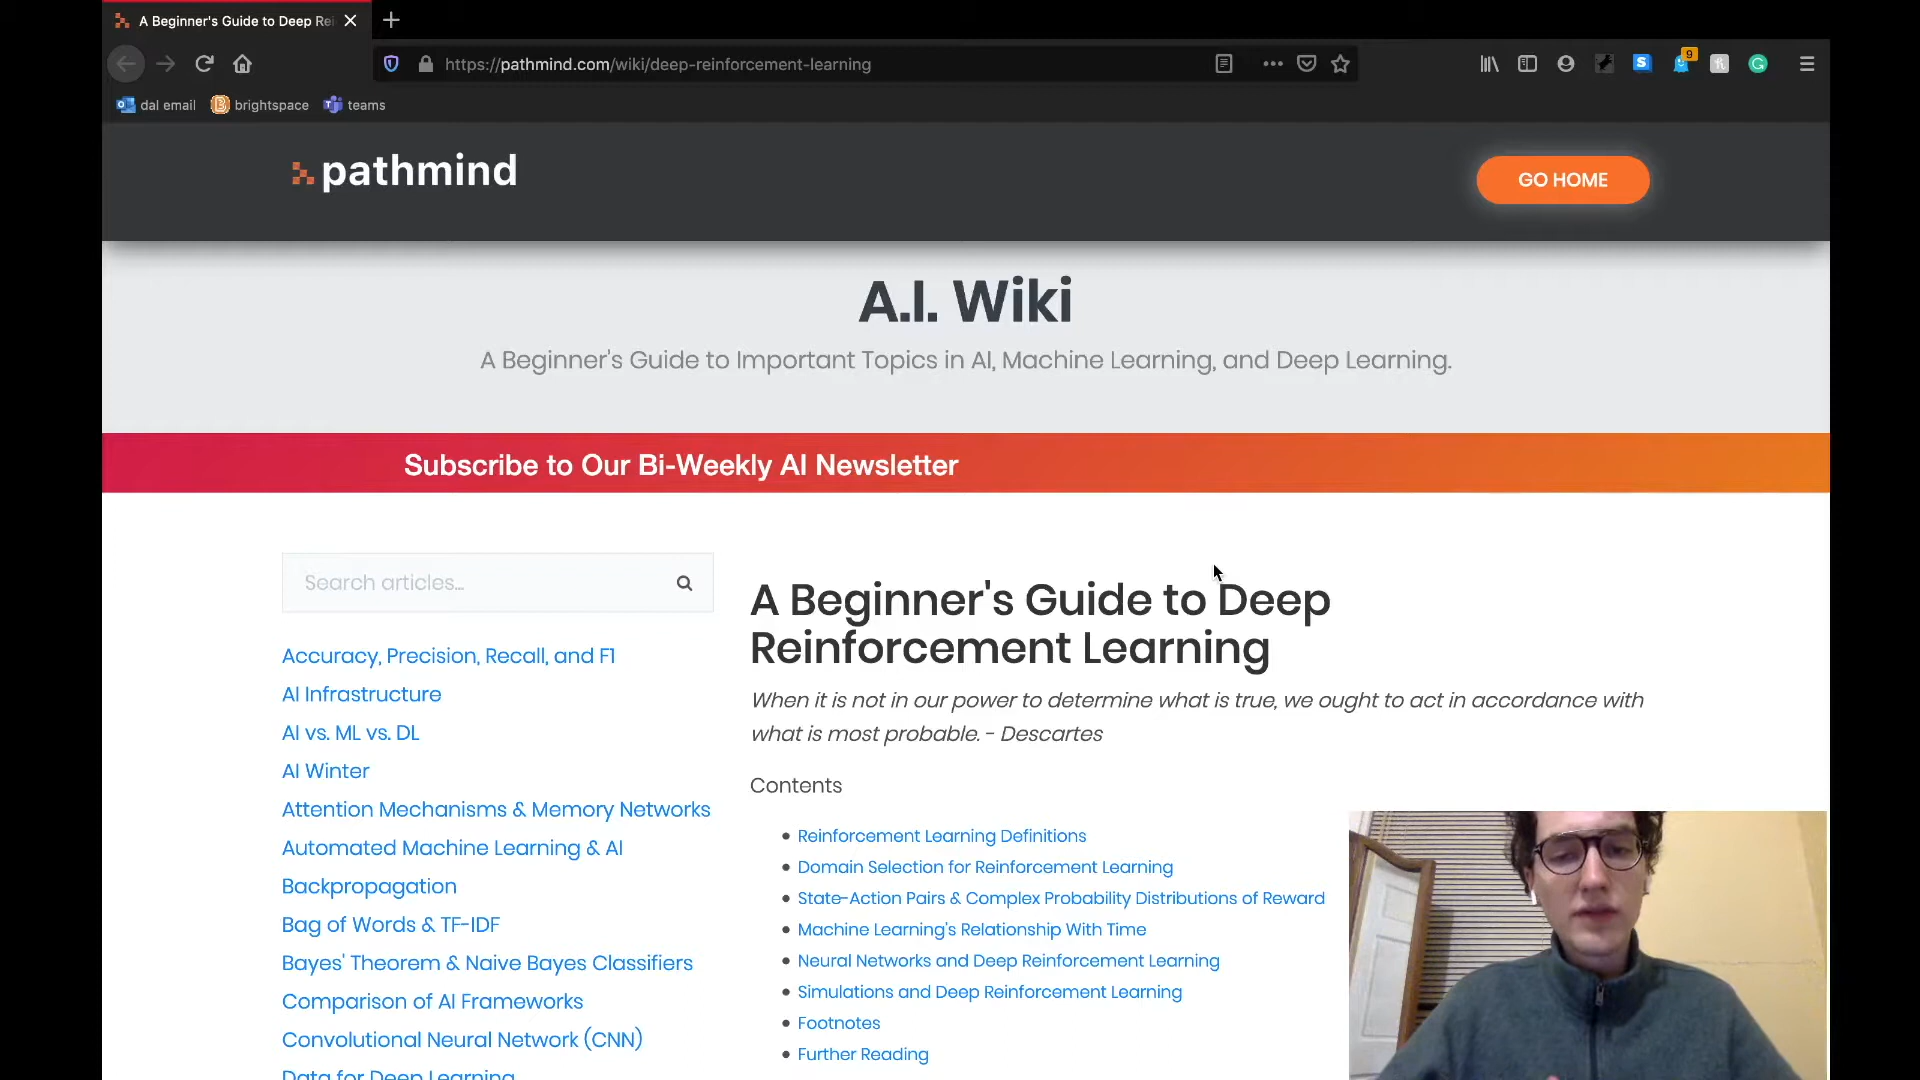 A Beginner's Guide to Deep Rei
https://pathmind.com/wiki/deep-reinforcement-learning
9
dal email brightspace teams
pathmind
GO HOME
A.I. Wiki
A Beginner's Guide to Important Topics in AI, Machine Learning, and Deep Learning.
Subscribe to Our Bi-Weekly AI Newsletter
Search articles...
Accuracy, Precision, Recall, and F1
AI Infrastructure
AI vs. ML vs. DL
AI Winter
Attention Mechanisms & Memory Networks
Automated Machine Learning & AI
Backpropagation
Bag of Words & TF-IDF
Bayes' Theorem & Naive Bayes Classifiers
Comparison of AI Frameworks
Convolutional Neural Network (CNN)
Data for Deep Learning
A Beginner's Guide to Deep
Reinforcement Learning
When it is not in our power to determine what is true, we ought to act in accordance with
what is most probable. - Descartes
Contents
Reinforcement Learning Definitions
Domain Selection for Reinforcement Learning
State-Action Pairs & Complex Probability Distributions of Reward
Machine Learning's Relationship With Time
Neural Networks and Deep Reinforcement Learning
Simulations and Deep Reinforcement Learning
Footnotes
Further Reading